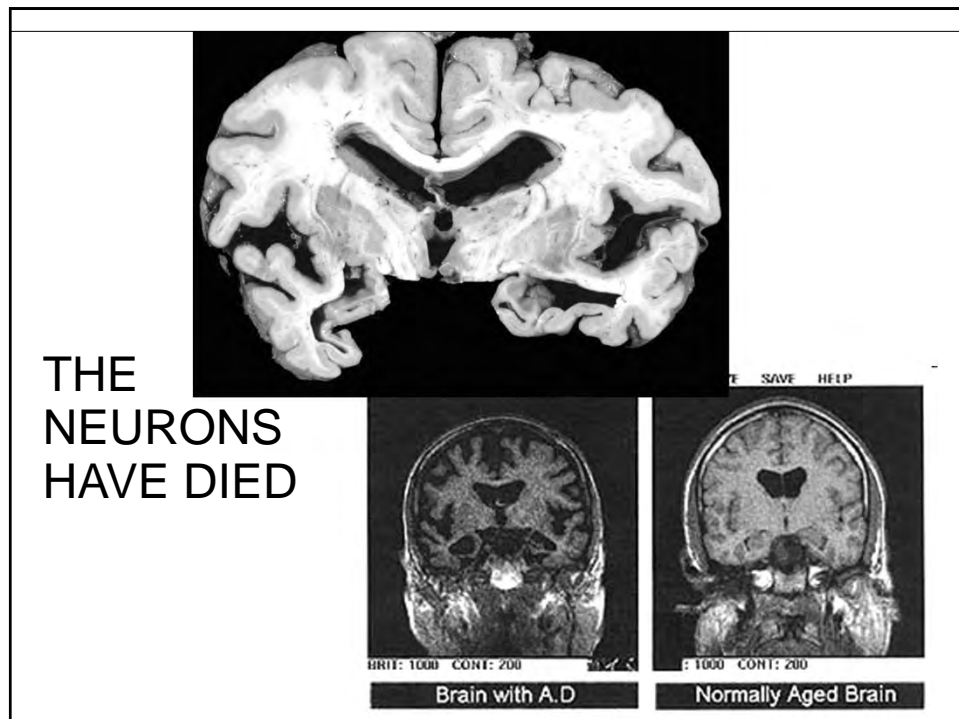 THE
NEURONS
HAVE DIED
SAVE HELP
BRIT: 1000 CONT: 200
: 1000 CONT: 200
Brain with A.D
Normally Aged Brain